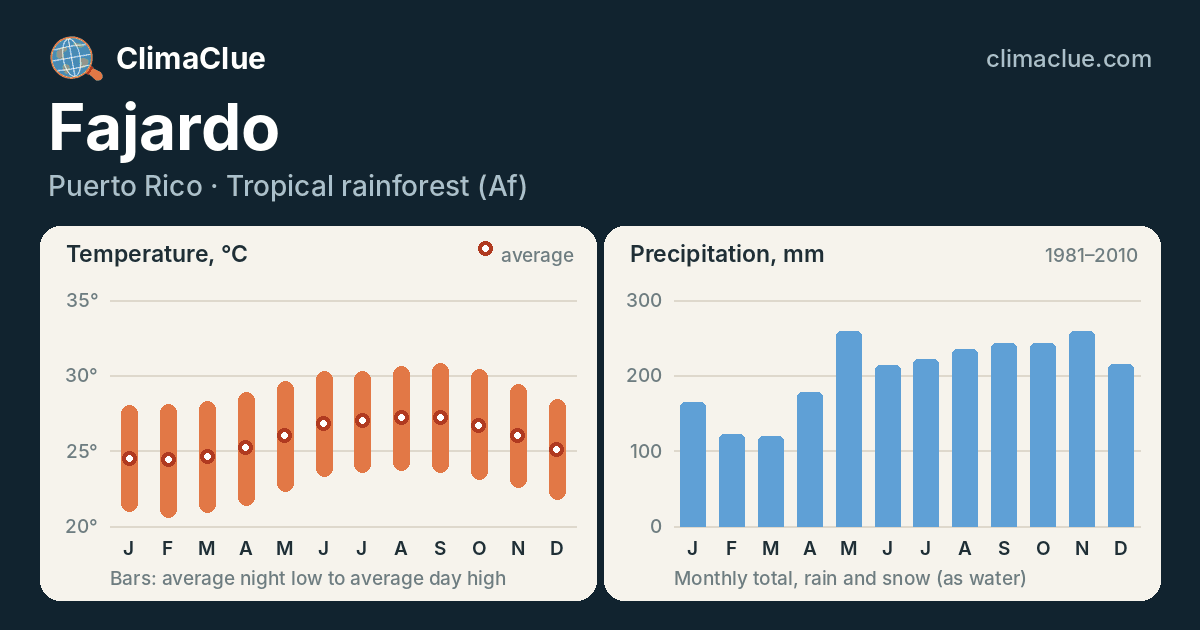 ClimaClue
climaclue.com
Fajardo
Puerto Rico · Tropical rainforest (Af)
Temperature, °C
average
35°
30°
25°
20°
J F M A M J J A S O N D
Bars: average night low to average day high
Precipitation, mm
1981–2010
300
200
100
0
J F M A M J J A S O N D
Monthly total, rain and snow (as water)